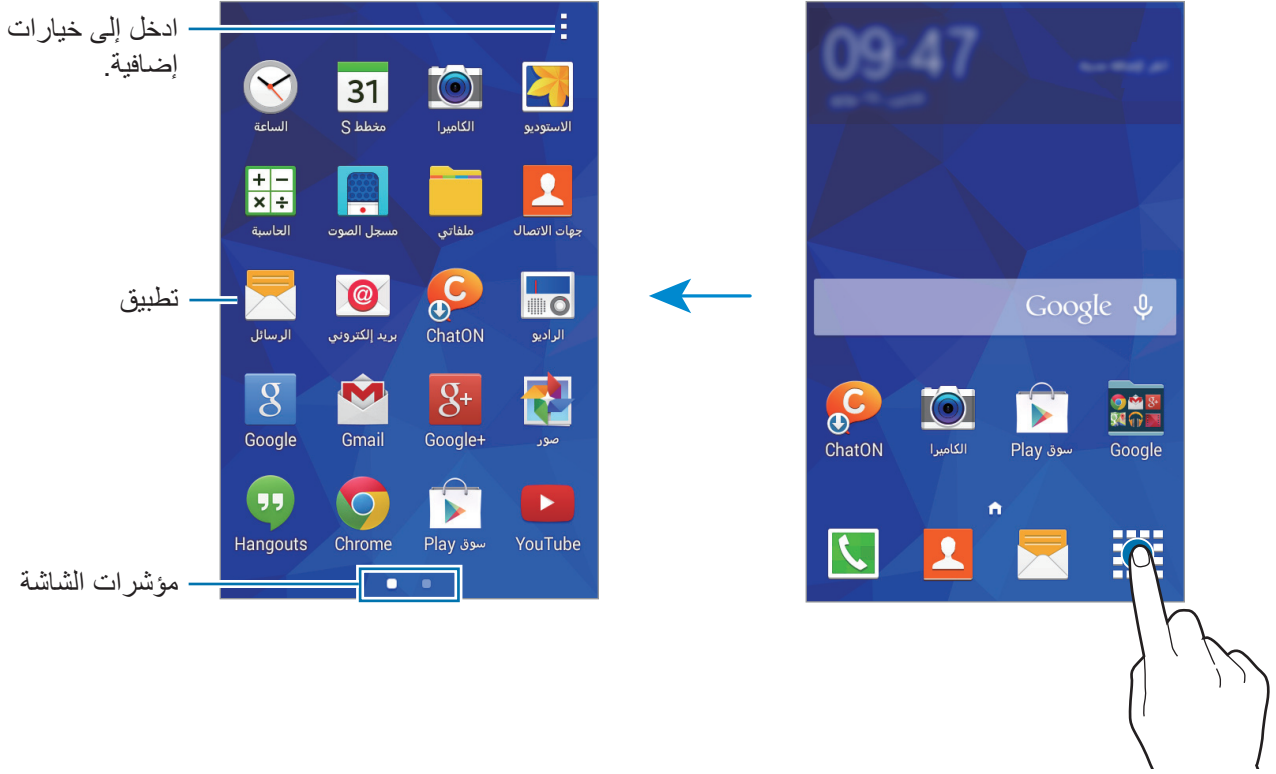 ادخل إلى خيارات
إضافية.
الساعة
31
مخطط S
الكاميرا
الاستوديو
الحاسبة
مسجل الصوت
ملفاتي
جهات الاتصال
تطبيق
الرسائل
@
بريد إلكتروني
C
ChatON
الراديو
g
Google
M
Gmail
g+
Google+
صور
Hangouts
Chrome
سوق Play
YouTube
مؤشرات الشاشة
09:47
Google
C
ChatON
الكاميرا
سوق Play
Google